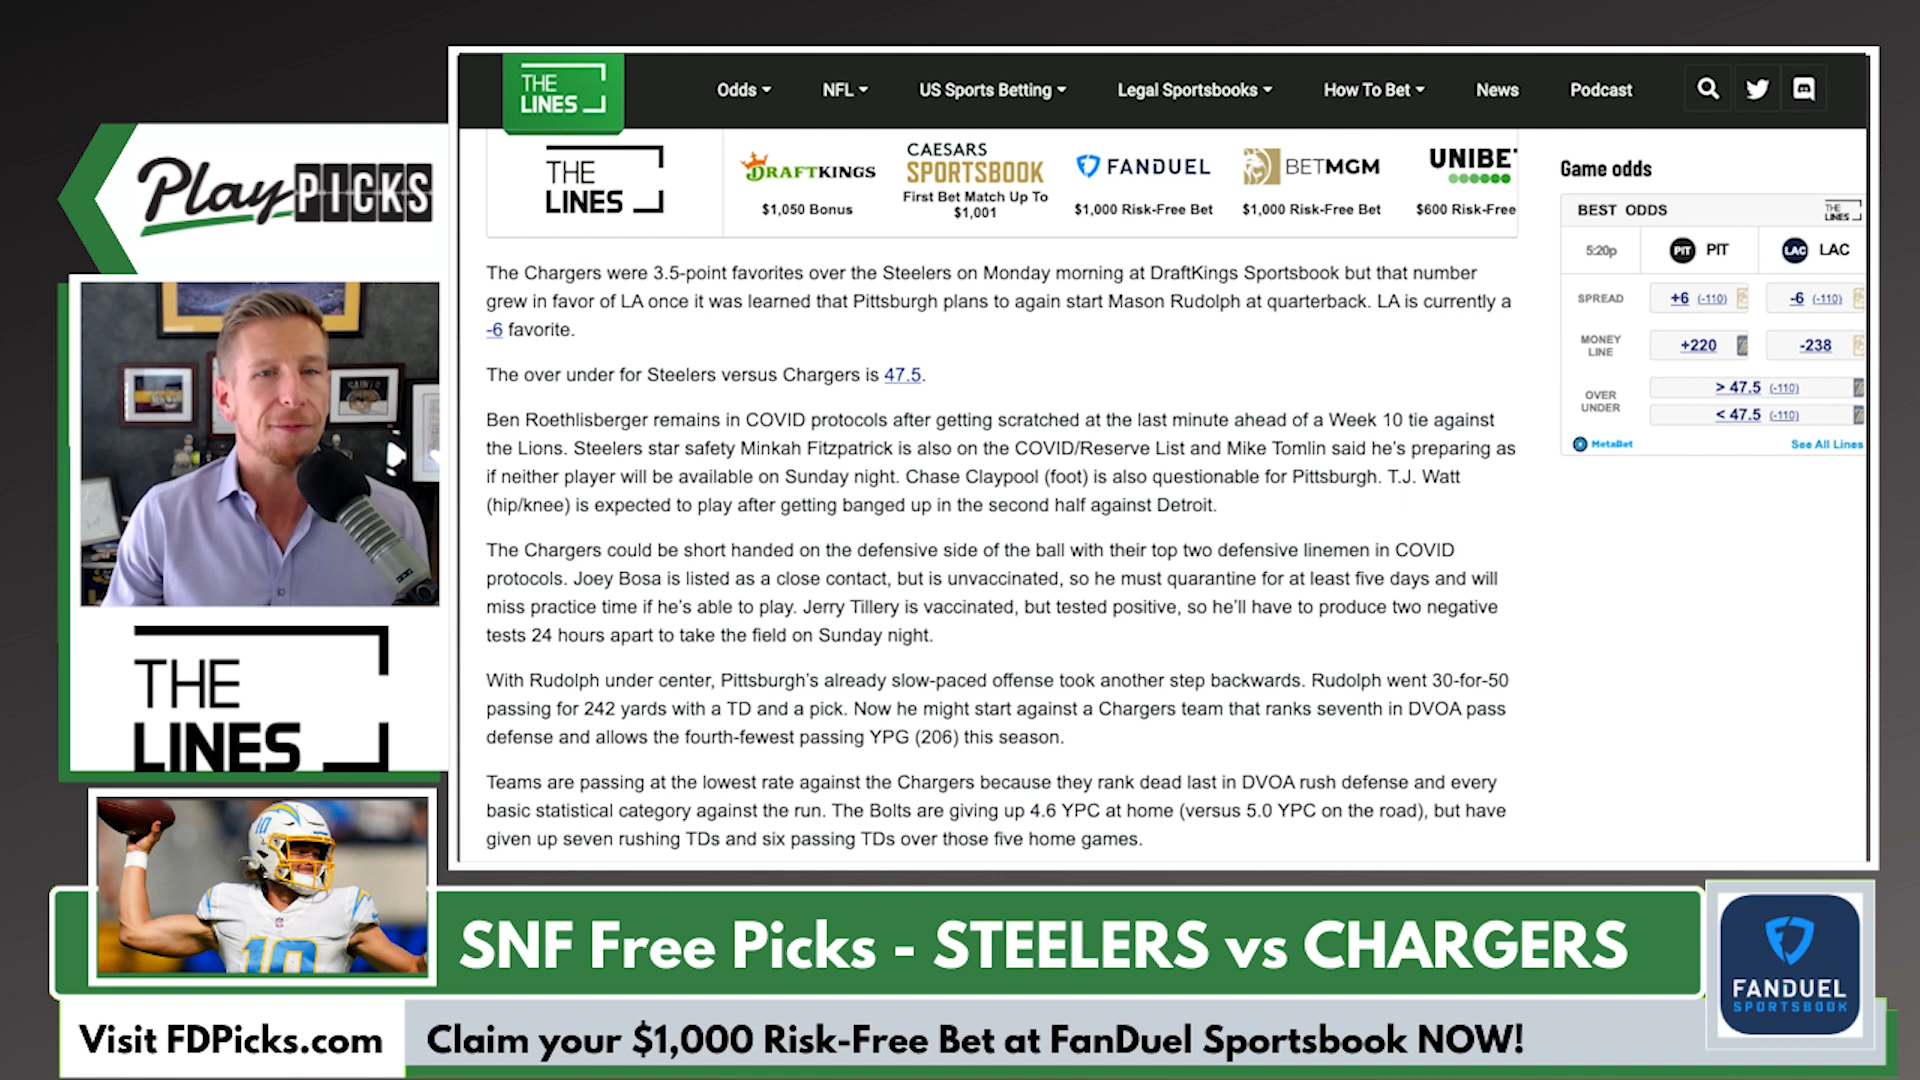 THE
LINES
Odds
NFL
US Sports Betting
Legal Sportsbooks
How To Bet
News
Podcast
THE
LINES
DRAFTKINGS
$1,050 Bonus
CAESARS
SPORTSBOOK
First Bet Match Up To
$1,001
FANDUEL
$1,000 Risk-Free Bet
BETMGM
$1,000 Risk-Free Bet
UNIBET
$600 Risk-Free
Game odds
BEST ODDS
THE
LINES
5:20p
PIT PIT
LAC LAC
SPREAD
+6 (-110)
-6 (-110)
MONEY
LINE
+220
-238
OVER
UNDER
> 47.5 (-110)
< 47.5 (-110)
MetaBet
See All Lines
The Chargers were 3.5-point favorites over the Steelers on Monday morning at DraftKings Sportsbook but that number
grew in favor of LA once it was learned that Pittsburgh plans to again start Mason Rudolph at quarterback. LA is currently a
-6 favorite.
The over under for Steelers versus Chargers is 47.5.
Ben Roethlisberger remains in COVID protocols after getting scratched at the last minute ahead of a Week 10 tie against
the Lions. Steelers star safety Minkah Fitzpatrick is also on the COVID/Reserve List and Mike Tomlin said he's preparing as
if neither player will be available on Sunday night. Chase Claypool (foot) is also questionable for Pittsburgh. T.J. Watt
(hip/knee) is expected to play after getting banged up in the second half against Detroit.
The Chargers could be short handed on the defensive side of the ball with their top two defensive linemen in COVID
protocols. Joey Bosa is listed as a close contact, but is unvaccinated, so he must quarantine for at least five days and will
miss practice time if he's able to play. Jerry Tillery is vaccinated, but tested positive, so he'll have to produce two negative
tests 24 hours apart to take the field on Sunday night.
With Rudolph under center, Pittsburgh's already slow-paced offense took another step backwards. Rudolph went 30-for-50
passing for 242 yards with a TD and a pick. Now he might start against a Chargers team that ranks seventh in DVOA pass
defense and allows the fourth-fewest passing YPG (206) this season.
Teams are passing at the lowest rate against the Chargers because they rank dead last in DVOA rush defense and every
basic statistical category against the run. The Bolts are giving up 4.6 YPC at home (versus 5.0 YPC on the road), but have
given up seven rushing TDs and six passing TDs over those five home games.
Play PICKS
THE
LINES
10
10
SNF Free Picks - STEELERS vs CHARGERS
FANDUEL
SPORTSBOOK
Visit FDPicks.com
Claim your $1,000 Risk-Free Bet at FanDuel Sportsbook NOW!